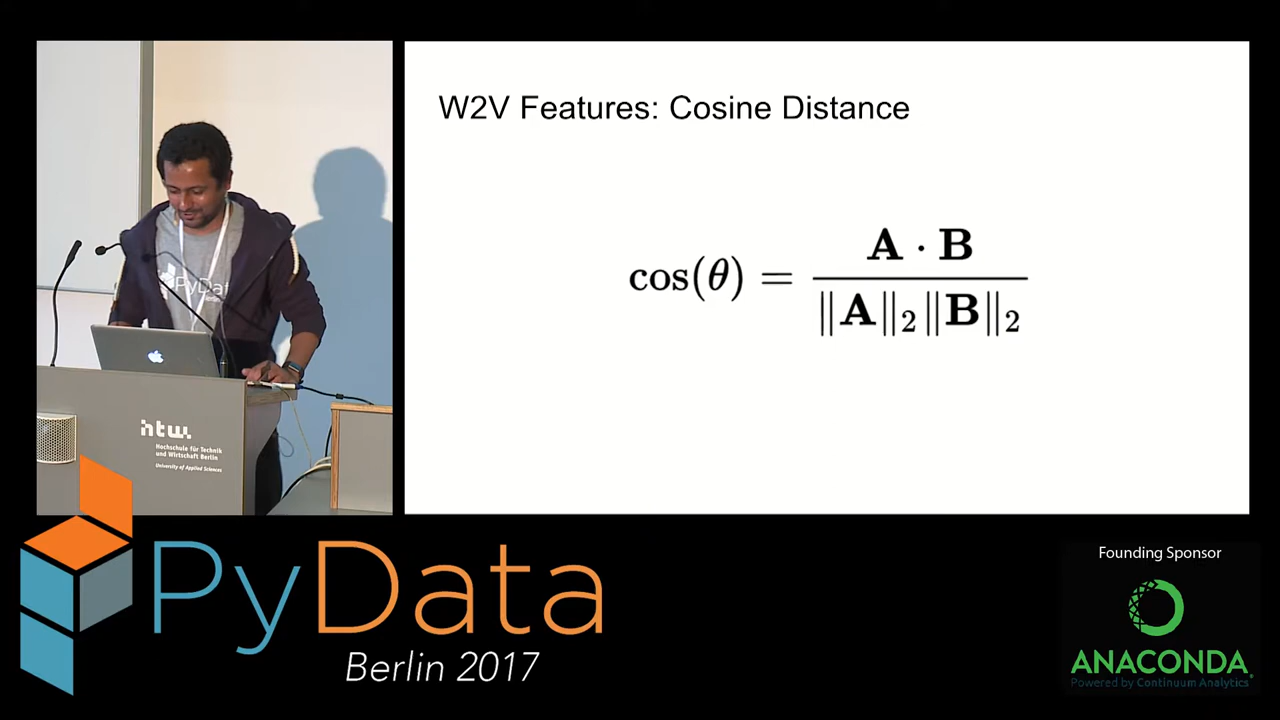 W2V Features: Cosine Distance
cos(θ) = A · B / ‖A‖₂‖B‖₂
PyData
htw.
Hochschule für Technik
und Wirtschaft Berlin
University of Applied Sciences
PyData
Berlin 2017
Founding Sponsor
ANACONDA.
Powered by Continuum Analytics